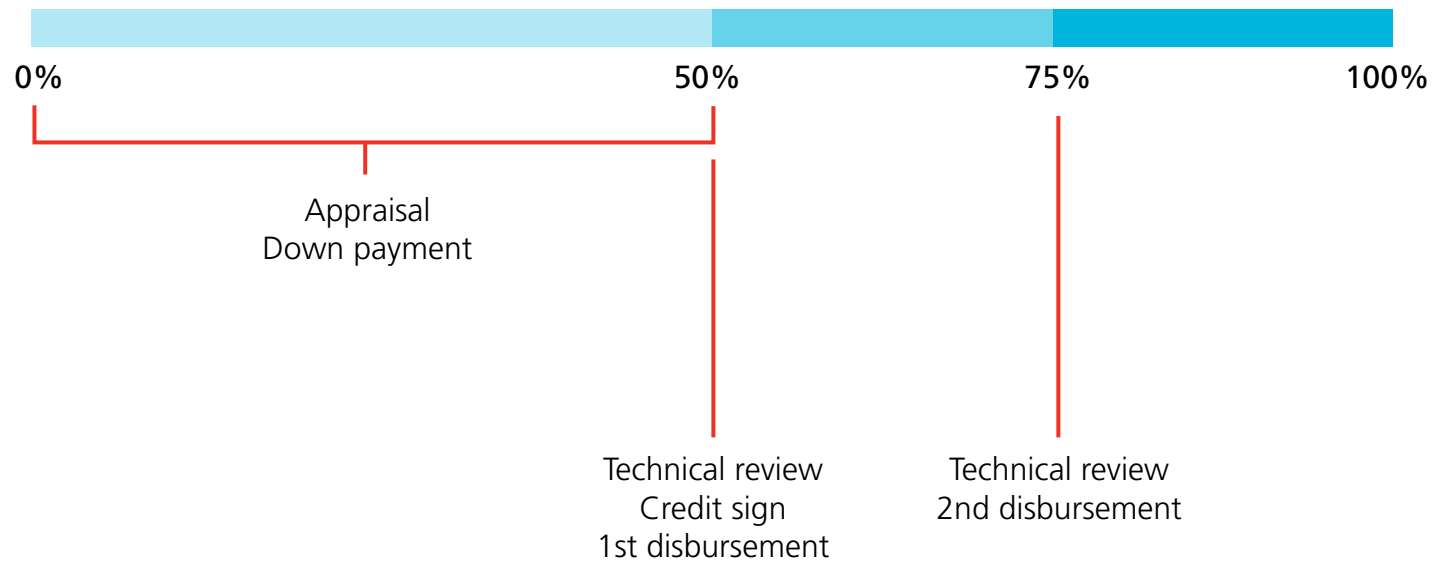 0%
50%
75%
100%
Appraisal
Down payment
Technical review
Credit sign
1st disbursement
Technical review
2nd disbursement